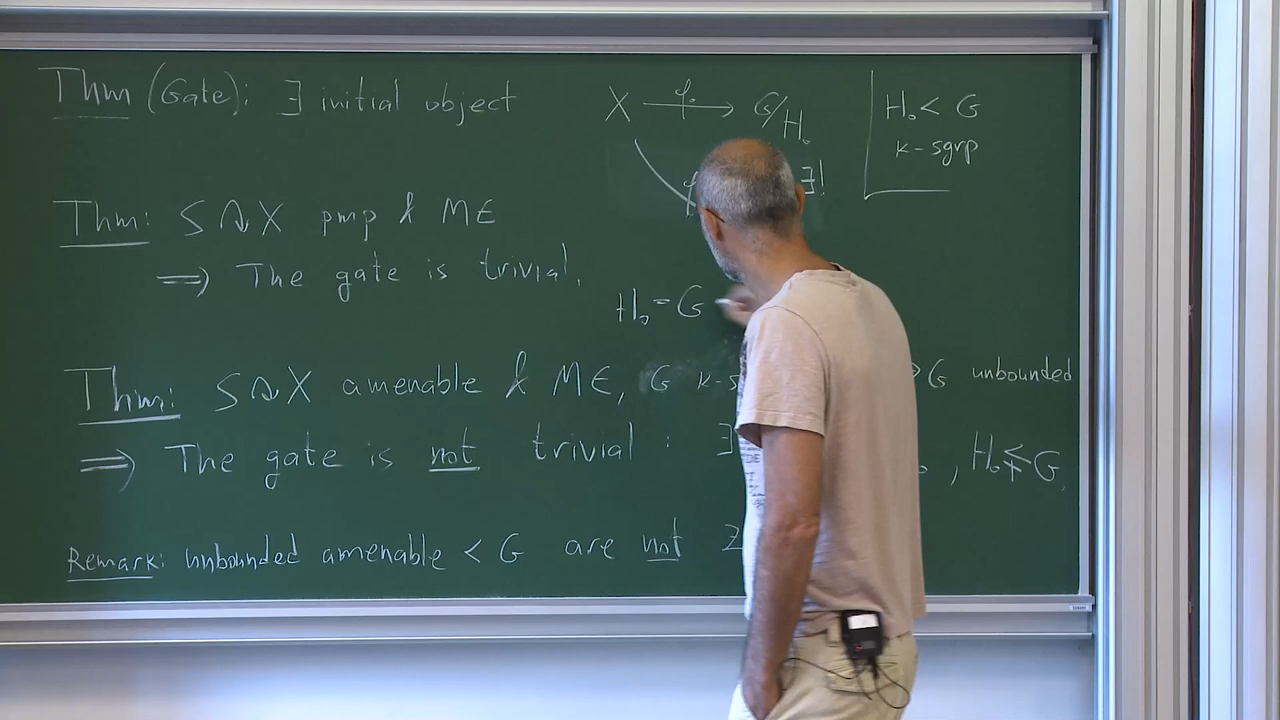 Thm (Gate): ∃ initial object
X —φ₀→ G/H₀
H₀ < G
k-sgrp
φ ∃!
Thm: S ↷ X pmp & ME
⟹ The gate is trivial.
H₀ = G
Thm: S ↷ X amenable & ME, G k-s G unbounded
⟹ The gate is not trivial : ∃ , H₀ ≨ G.
Remark: unbounded amenable < G are not Z